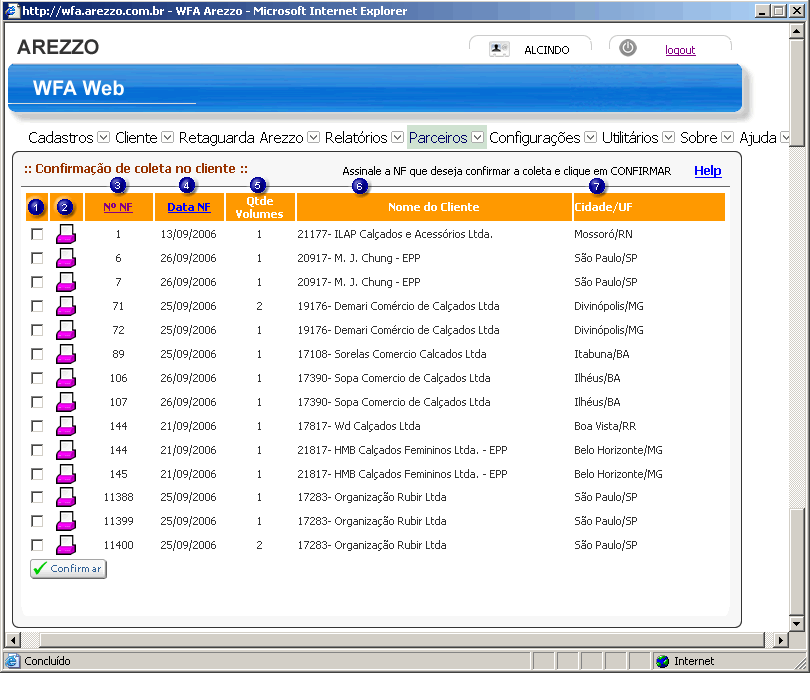 http://wfa.arezzo.com.br - WFA Arezzo - Microsoft Internet Explorer
AREZZO
ALCINDO
logout
WFA Web
Cadastros Cliente Retaguarda Arezzo Relatórios Parceiros Configurações Utilitários Sobre Ajuda
:: Confirmação de coleta no cliente ::
Assinale a NF que deseja confirmar a coleta e clique em CONFIRMAR
Help
1 2 3 4 5 6 7
Nº NF Data NF Qtde Volumes Nome do Cliente Cidade/UF
1 13/09/2006 1 21177- ILAP Calçados e Acessórios Ltda. Mossoró/RN
6 26/09/2006 1 20917- M. J. Chung - EPP São Paulo/SP
7 26/09/2006 1 20917- M. J. Chung - EPP São Paulo/SP
71 25/09/2006 2 19176- Demari Comércio de Calçados Ltda Divinópolis/MG
72 25/09/2006 1 19176- Demari Comércio de Calçados Ltda Divinópolis/MG
89 25/09/2006 1 17108- Sorelas Comercio Calcados Ltda Itabuna/BA
106 26/09/2006 1 17390- Sopa Comercio de Calçados Ltda Ilhéus/BA
107 26/09/2006 1 17390- Sopa Comercio de Calçados Ltda Ilhéus/BA
144 21/09/2006 1 17817- Wd Calçados Ltda Boa Vista/RR
144 21/09/2006 1 21817- HMB Calçados Femininos Ltda. - EPP Belo Horizonte/MG
145 21/09/2006 1 21817- HMB Calçados Femininos Ltda. - EPP Belo Horizonte/MG
11388 25/09/2006 1 17283- Organização Rubir Ltda São Paulo/SP
11399 25/09/2006 1 17283- Organização Rubir Ltda São Paulo/SP
11400 25/09/2006 2 17283- Organização Rubir Ltda São Paulo/SP
Confirmar
Concluído
Internet